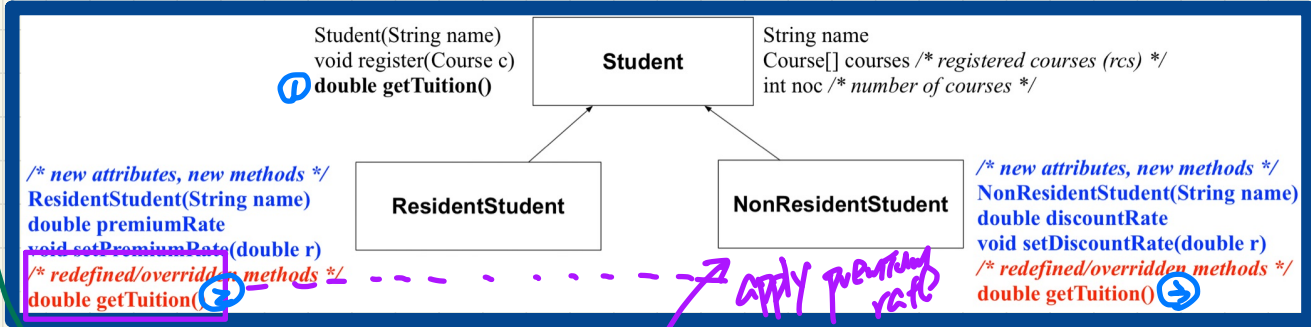 Student(String name)
void register(Course c)
1 double getTuition()
Student
String name
Course[] courses /* registered courses (rcs) */
int noc /* number of courses */
/* new attributes, new methods */
ResidentStudent(String name)
double premiumRate
void setPremiumRate(double r)
/* redefined/overridden methods */
double getTuition() 2
ResidentStudent
NonResidentStudent
apply
rate
/* new attributes, new methods */
NonResidentStudent(String name)
double discountRate
void setDiscountRate(double r)
/* redefined/overridden methods */
double getTuition()